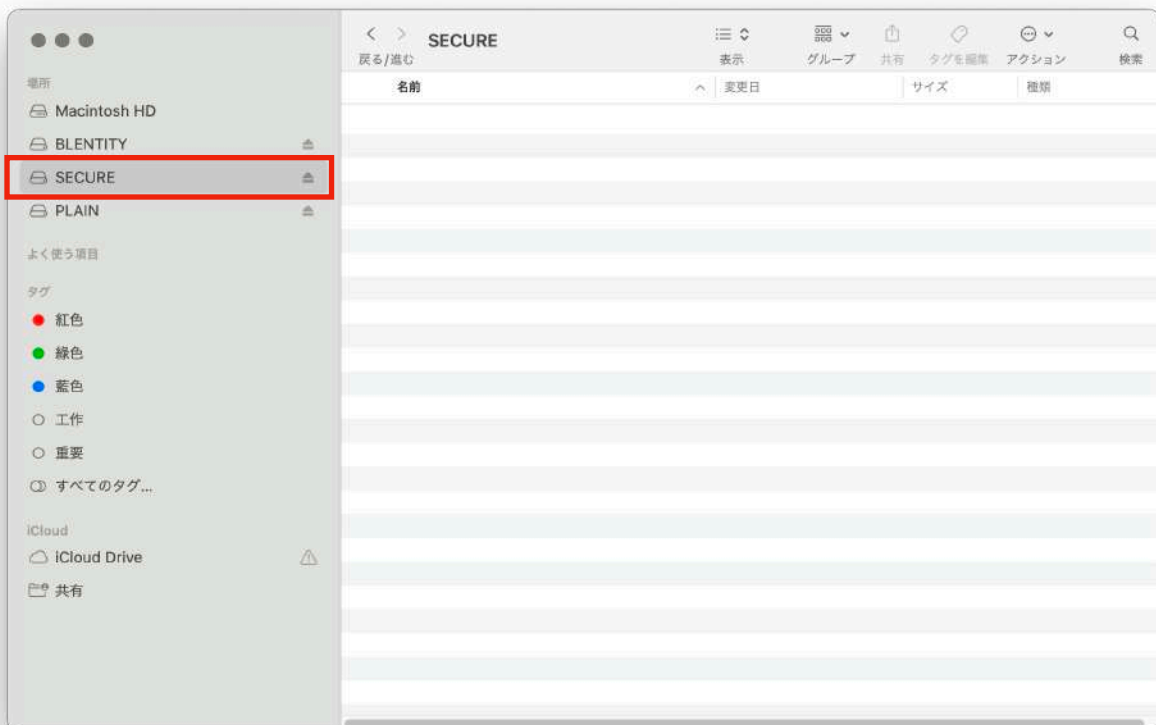 SECURE
戻る/進む
表示
グループ
共有
タグを編集
アクション
検索
名前
変更日
サイズ
種類
場所
Macintosh HD
BLENTITY
SECURE
PLAIN
よく使う項目
タグ
紅色
綠色
藍色
工作
重要
すべてのタグ...
iCloud
iCloud Drive
共有